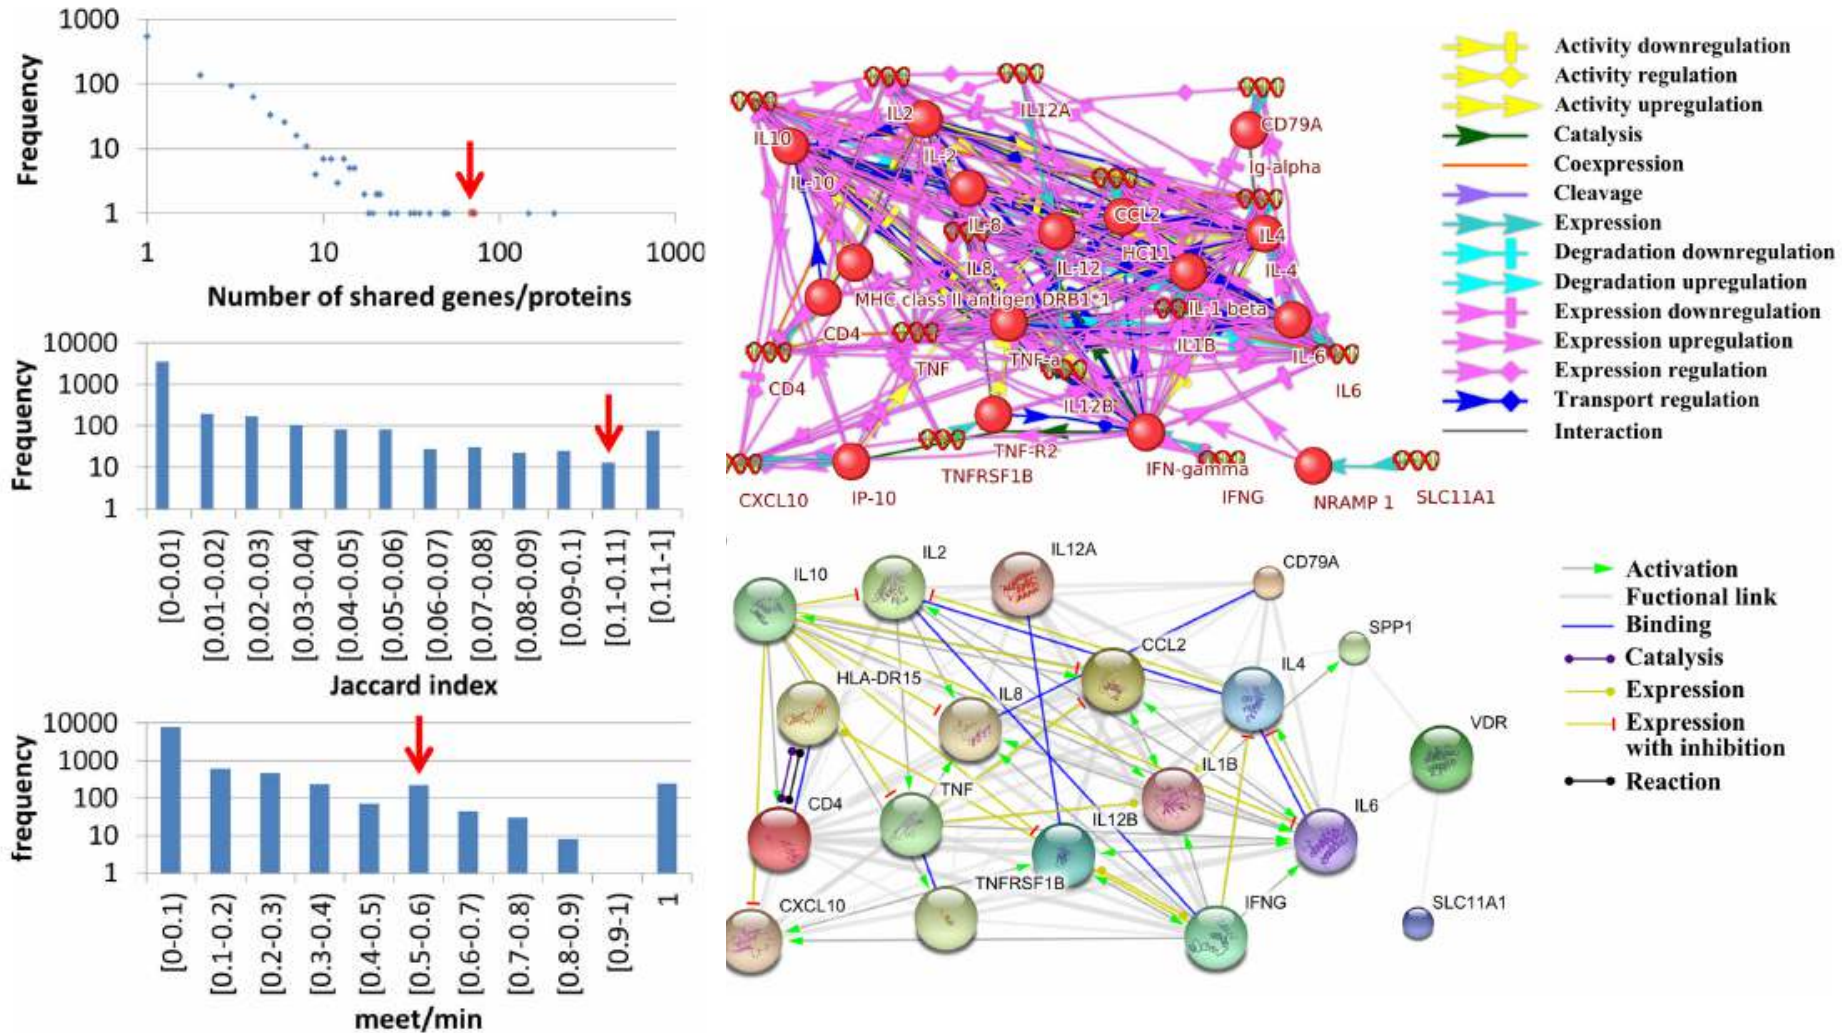 1000
100
10
1
Frequency
1 10 100 1000
Number of shared genes/proteins
10000
1000
100
10
1
Frequency
[0-0.01)
[0.01-0.02)
[0.02-0.03)
[0.03-0.04)
[0.04-0.05)
[0.05-0.06)
[0.06-0.07)
[0.07-0.08)
[0.08-0.09)
[0.09-0.1)
[0.1-0.11)
[0.11-1]
Jaccard index
10000
1000
100
10
1
frequency
[0-0.1)
[0.1-0.2)
[0.2-0.3)
[0.3-0.4)
[0.4-0.5)
[0.5-0.6)
[0.6-0.7)
[0.7-0.8)
[0.8-0.9)
[0.9-1)
1
meet/min
IL2
IL12A
CD79A
IL10
IL-2
Ig-alpha
IL-10
CCL2
IL-8
IL4
HC11
IL8
IL-12
IL-4
MHC class II antigen DRB1*1
IL-1 beta
CD4
IL1B
TNF
TNF-a
IL-6
CD4
IL6
IL12B
TNF-R2
TNFRSF1B
IFN-gamma
CXCL10
IP-10
IFNG
NRAMP 1
SLC11A1
Activity downregulation
Activity regulation
Activity upregulation
Catalysis
Coexpression
Cleavage
Expression
Degradation downregulation
Degradation upregulation
Expression downregulation
Expression upregulation
Expression regulation
Transport regulation
Interaction
IL10
IL2
IL12A
CD79A
SPP1
CCL2
IL4
HLA-DR15
IL8
VDR
IL1B
TNF
CD4
IL12B
IL6
TNFRSF1B
CXCL10
IFNG
SLC11A1
Activation
Fuctional link
Binding
Catalysis
Expression
Expression
with inhibition
Reaction